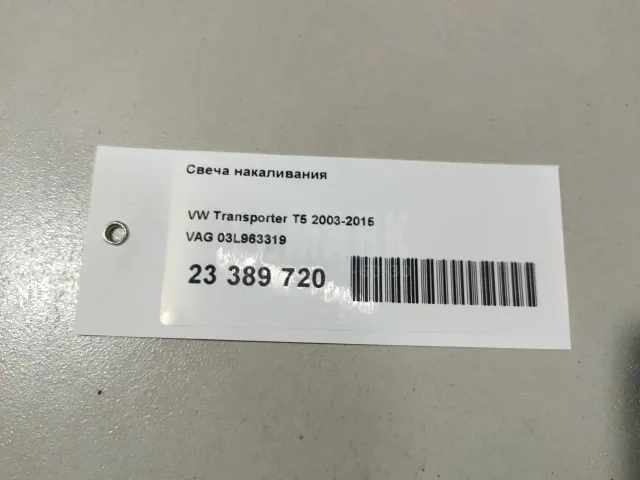 Свеча накаливания
VW Transporter T5 2003-2015
VAG 03L963319
23 389 720